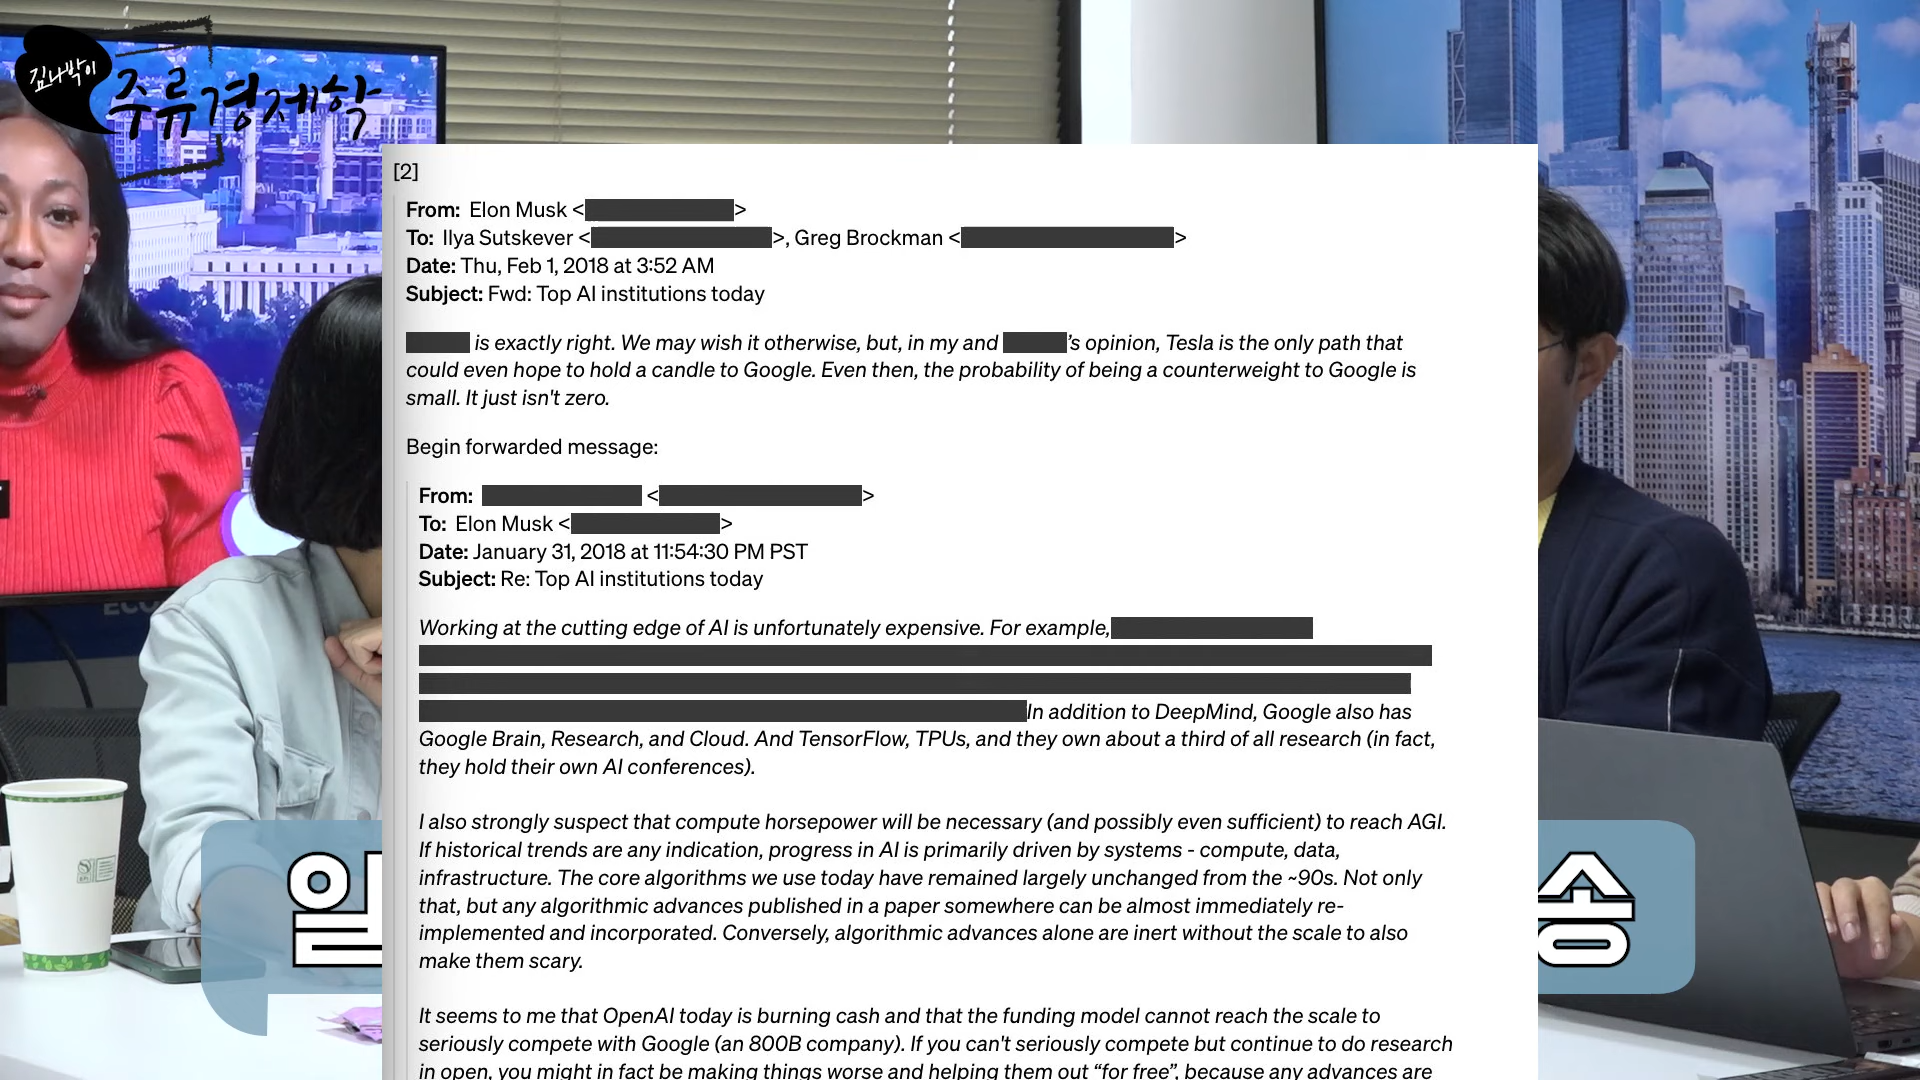 김나박이
주류경제학
[2]
From: Elon Musk < >
To: Ilya Sutskever < >, Greg Brockman < >
Date: Thu, Feb 1, 2018 at 3:52 AM
Subject: Fwd: Top AI institutions today
is exactly right. We may wish it otherwise, but, in my and 's opinion, Tesla is the only path that
could even hope to hold a candle to Google. Even then, the probability of being a counterweight to Google is
small. It just isn't zero.
Begin forwarded message:
From: < >
To: Elon Musk < >
Date: January 31, 2018 at 11:54:30 PM PST
Subject: Re: Top AI institutions today
Working at the cutting edge of AI is unfortunately expensive. For example,
In addition to DeepMind, Google also has
Google Brain, Research, and Cloud. And TensorFlow, TPUs, and they own about a third of all research (in fact,
they hold their own AI conferences).
I also strongly suspect that compute horsepower will be necessary (and possibly even sufficient) to reach AGI.
If historical trends are any indication, progress in AI is primarily driven by systems - compute, data,
infrastructure. The core algorithms we use today have remained largely unchanged from the ~90s. Not only
that, but any algorithmic advances published in a paper somewhere can be almost immediately re-
implemented and incorporated. Conversely, algorithmic advances alone are inert without the scale to also
make them scary.
It seems to me that OpenAI today is burning cash and that the funding model cannot reach the scale to
seriously compete with Google (an 800B company). If you can't seriously compete but continue to do research
in open, you might in fact be making things worse and helping them out “for free”, because any advances are
송